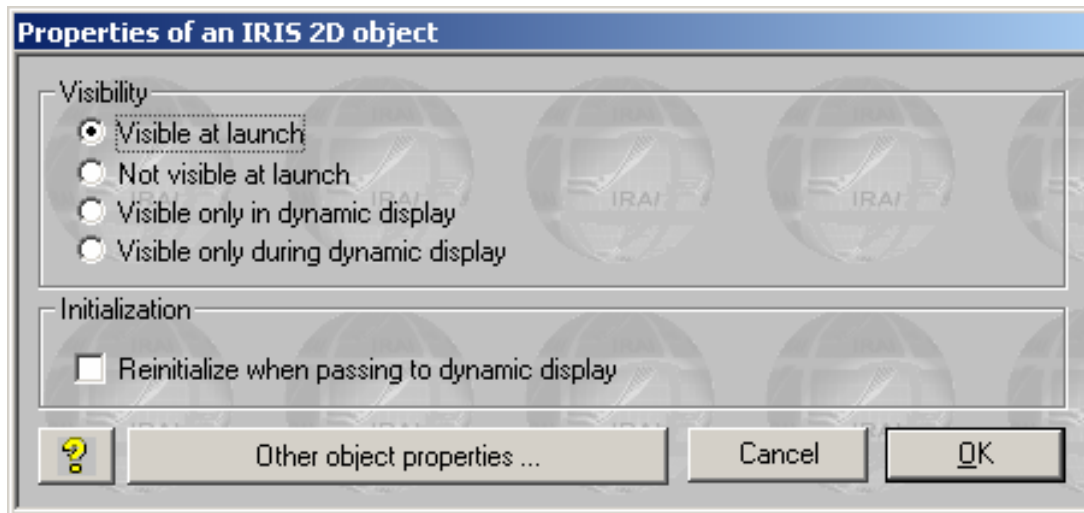 Properties of an IRIS 2D object
Visibility
Visible at launch
Not visible at launch
Visible only in dynamic display
Visible only during dynamic display
Initialization
Reinitialize when passing to dynamic display
Other object properties ...
Cancel
OK